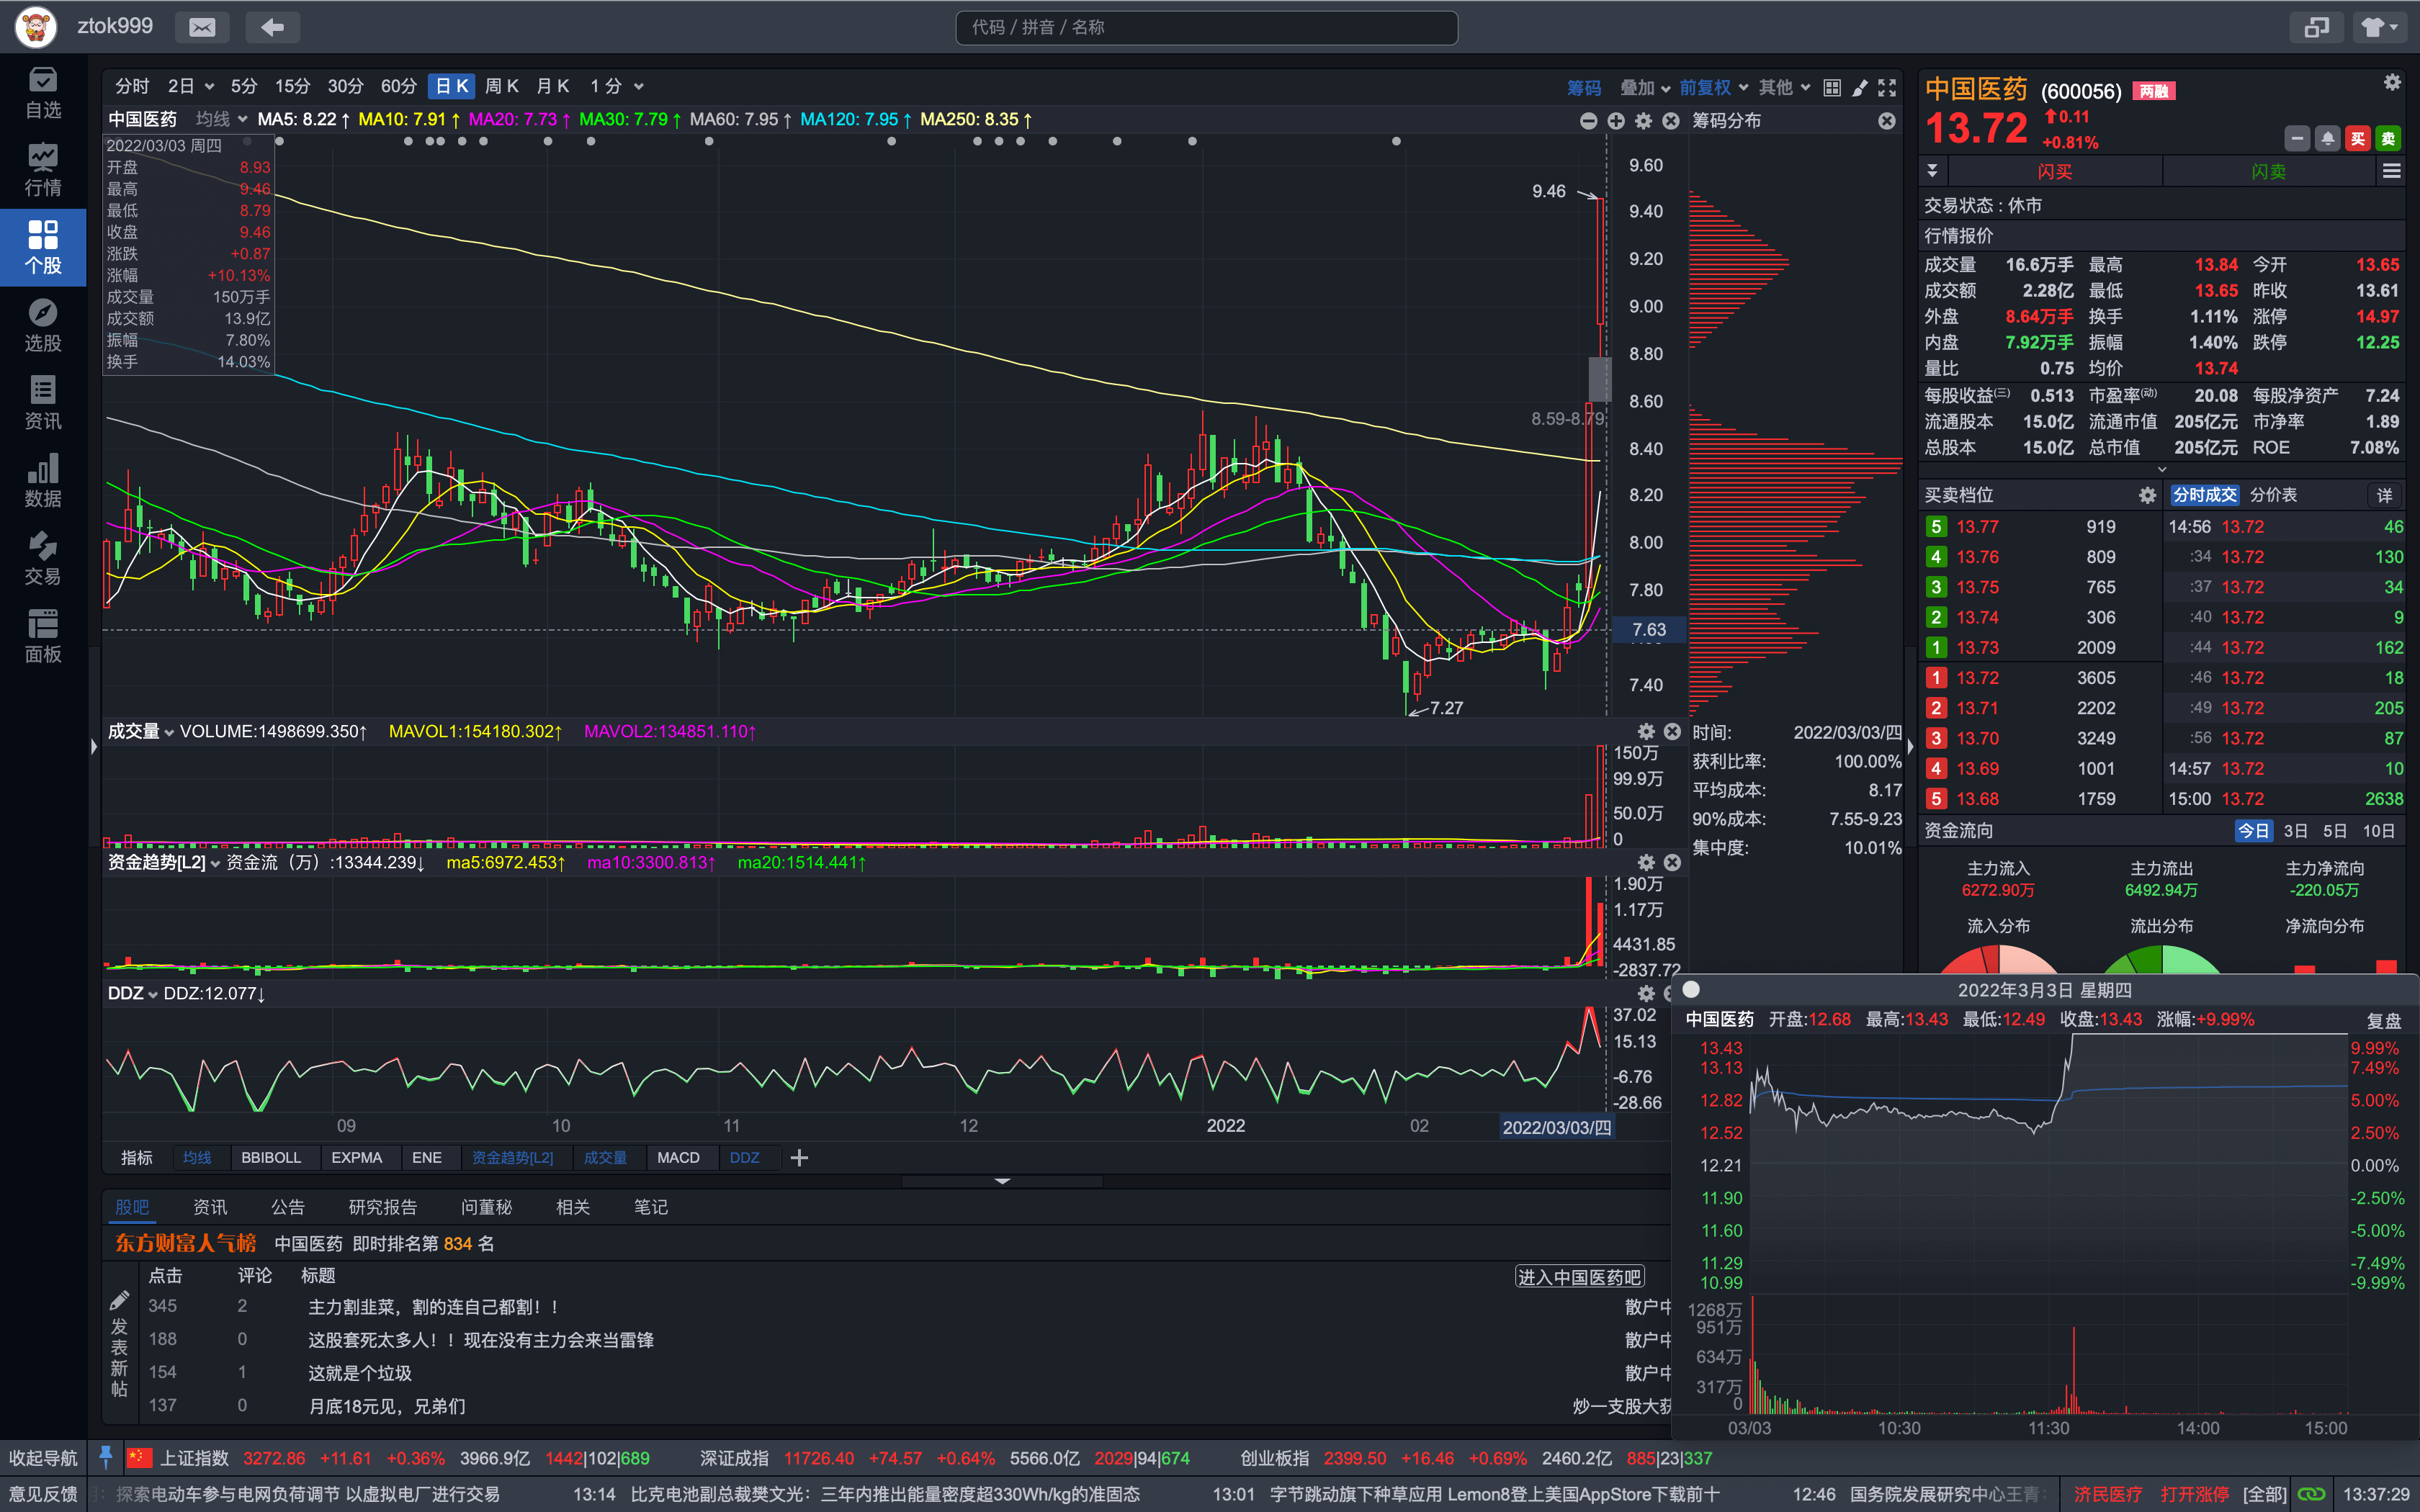 ztok999
代码 / 拼音 / 名称
自选
行情
个股
选股
资讯
数据
交易
面板
分时 2日 5分 15分 30分 60分 日K 周K 月K 1分 筹码 叠加 前复权 其他
中国医药 均线 MA5: 8.22↑ MA10: 7.91↑ MA20: 7.73↑ MA30: 7.79↑ MA60: 7.95↑ MA120: 7.95↑ MA250: 8.35↑
2022/03/03 周四
开盘 8.93
最高 9.46
最低 8.79
收盘 9.46
涨跌 +0.87
涨幅 +10.13%
成交量 150万手
成交额 13.9亿
振幅 7.80%
换手 14.03%
9.46
8.59-8.79
7.27
9.60
9.40
9.20
9.00
8.80
8.60
8.40
8.20
8.00
7.80
7.63
7.40
筹码分布
时间: 2022/03/03/四
获利比率: 100.00%
平均成本: 8.17
90%成本: 7.55-9.23
集中度: 10.01%
成交量 VOLUME:1498699.350↑ MAVOL1:154180.302↑ MAVOL2:134851.110↑
150万
99.9万
50.0万
0
资金趋势[L2] 资金流（万）:13344.239↓ ma5:6972.453↑ ma10:3300.813↑ ma20:1514.441↑
1.90万
1.17万
4431.85
-2837.72
DDZ DDZ:12.077↓
37.02
15.13
-6.76
-28.66
09 10 11 12 2022 02 2022/03/03/四
指标 均线 BBIBOLL EXPMA ENE 资金趋势[L2] 成交量 MACD DDZ
股吧 资讯 公告 研究报告 问董秘 相关 笔记
东方财富人气榜 中国医药 即时排名第 834 名
点击 评论 标题 进入中国医药吧
发表新帖
345 2 主力割韭菜，割的连自己都割！！ 散户中
188 0 这股套死太多人！！现在没有主力会来当雷锋 散户中
154 1 这就是个垃圾 散户中
137 0 月底18元见，兄弟们 炒一支股大获
中国医药 (600056) 两融
13.72 0.11
+0.81%
买 卖
闪买 闪卖
交易状态 : 休市
行情报价
成交量 16.6万手 最高 13.84 今开 13.65
成交额 2.28亿 最低 13.65 昨收 13.61
外盘 8.64万手 换手 1.11% 涨停 14.97
内盘 7.92万手 振幅 1.40% 跌停 12.25
量比 0.75 均价 13.74
每股收益(三) 0.513 市盈率(动) 20.08 每股净资产 7.24
流通股本 15.0亿 流通市值 205亿元 市净率 1.89
总股本 15.0亿 总市值 205亿元 ROE 7.08%
买卖档位 分时成交 分价表 详
5 13.77 919 14:56 13.72 46
4 13.76 809 :34 13.72 130
3 13.75 765 :37 13.72 34
2 13.74 306 :40 13.72 9
1 13.73 2009 :44 13.72 162
1 13.72 3605 :46 13.72 18
2 13.71 2202 :49 13.72 205
3 13.70 3249 :56 13.72 87
4 13.69 1001 14:57 13.72 10
5 13.68 1759 15:00 13.72 2638
资金流向 今日 3日 5日 10日
主力流入 主力流出 主力净流向
6272.90万 6492.94万 -220.05万
流入分布 流出分布 净流向分布
2022年3月3日 星期四
中国医药 开盘:12.68 最高:13.43 最低:12.49 收盘:13.43 涨幅:+9.99% 复盘
13.43 9.99%
13.13 7.49%
12.82 5.00%
12.52 2.50%
12.21 0.00%
11.90 -2.50%
11.60 -5.00%
11.29 -7.49%
10.99 -9.99%
1268万
951万
634万
317万
0
03/03 10:30 11:30 14:00 15:00
收起导航 上证指数 3272.86 +11.61 +0.36% 3966.9亿 1442|102|689 深证成指 11726.40 +74.57 +0.64% 5566.0亿 2029|94|674 创业板指 2399.50 +16.46 +0.69% 2460.2亿 885|23|337
意见反馈 探索电动车参与电网负荷调节 以虚拟电厂进行交易 13:14 比克电池副总裁樊文光：三年内推出能量密度超330Wh/kg的准固态 13:01 字节跳动旗下种草应用 Lemon8登上美国AppStore下载前十 12:46 国务院发展研究中心王青: 济民医疗 打开涨停 [全部] 13:37:29